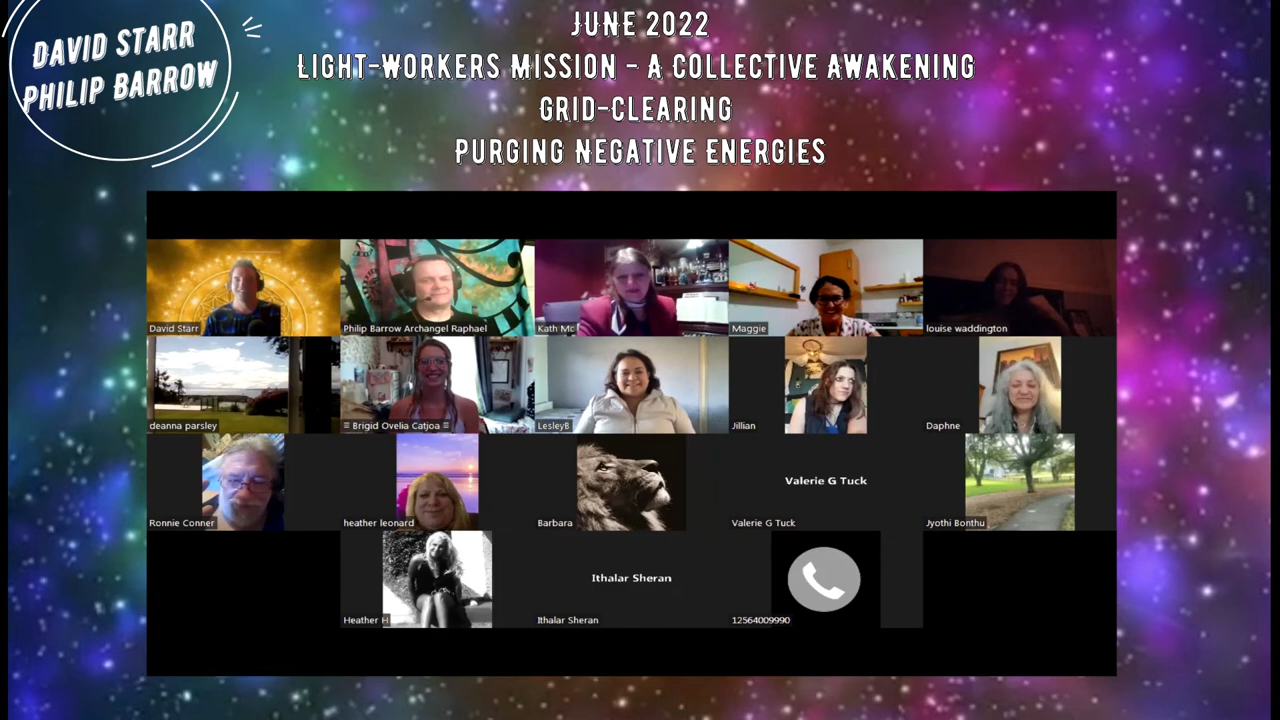 DAVID STARR
PHILIP BARROW
JUNE 2022
LIGHT-WORKERS MISSION - A COLLECTIVE AWAKENING
GRID-CLEARING
PURGING NEGATIVE ENERGIES
David Starr
Philip Barrow Archangel Raphael
Kath Mc
Maggie
louise waddington
deanna parsley
Brigid Ovelia Catjoa
LesleyB
Jillian
Daphne
Ronnie Conner
heather leonard
Barbara
Valerie G Tuck
Valerie G Tuck
Jyothi Bonthu
Heather H
Ithalar Sheran
Ithalar Sheran
12564009990